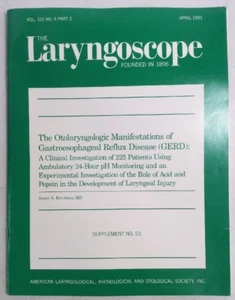 VOL. 101 NO. 4 PART 2
APRIL 1991
THE
Laryngoscope
FOUNDED IN 1896
The Otolaryngologic Manifestations of
Gastroesophageal Reflux Disease (GERD):
A Clinical Investigation of 225 Patients Using
Ambulatory 24-Hour pH Monitoring and an
Experimental Investigation of the Role of Acid and
Pepsin in the Development of Laryngeal Injury
James A. Koufman, MD
SUPPLEMENT NO. 53
AMERICAN LARYNGOLOGICAL, RHINOLOGICAL AND OTOLOGICAL SOCIETY, INC.